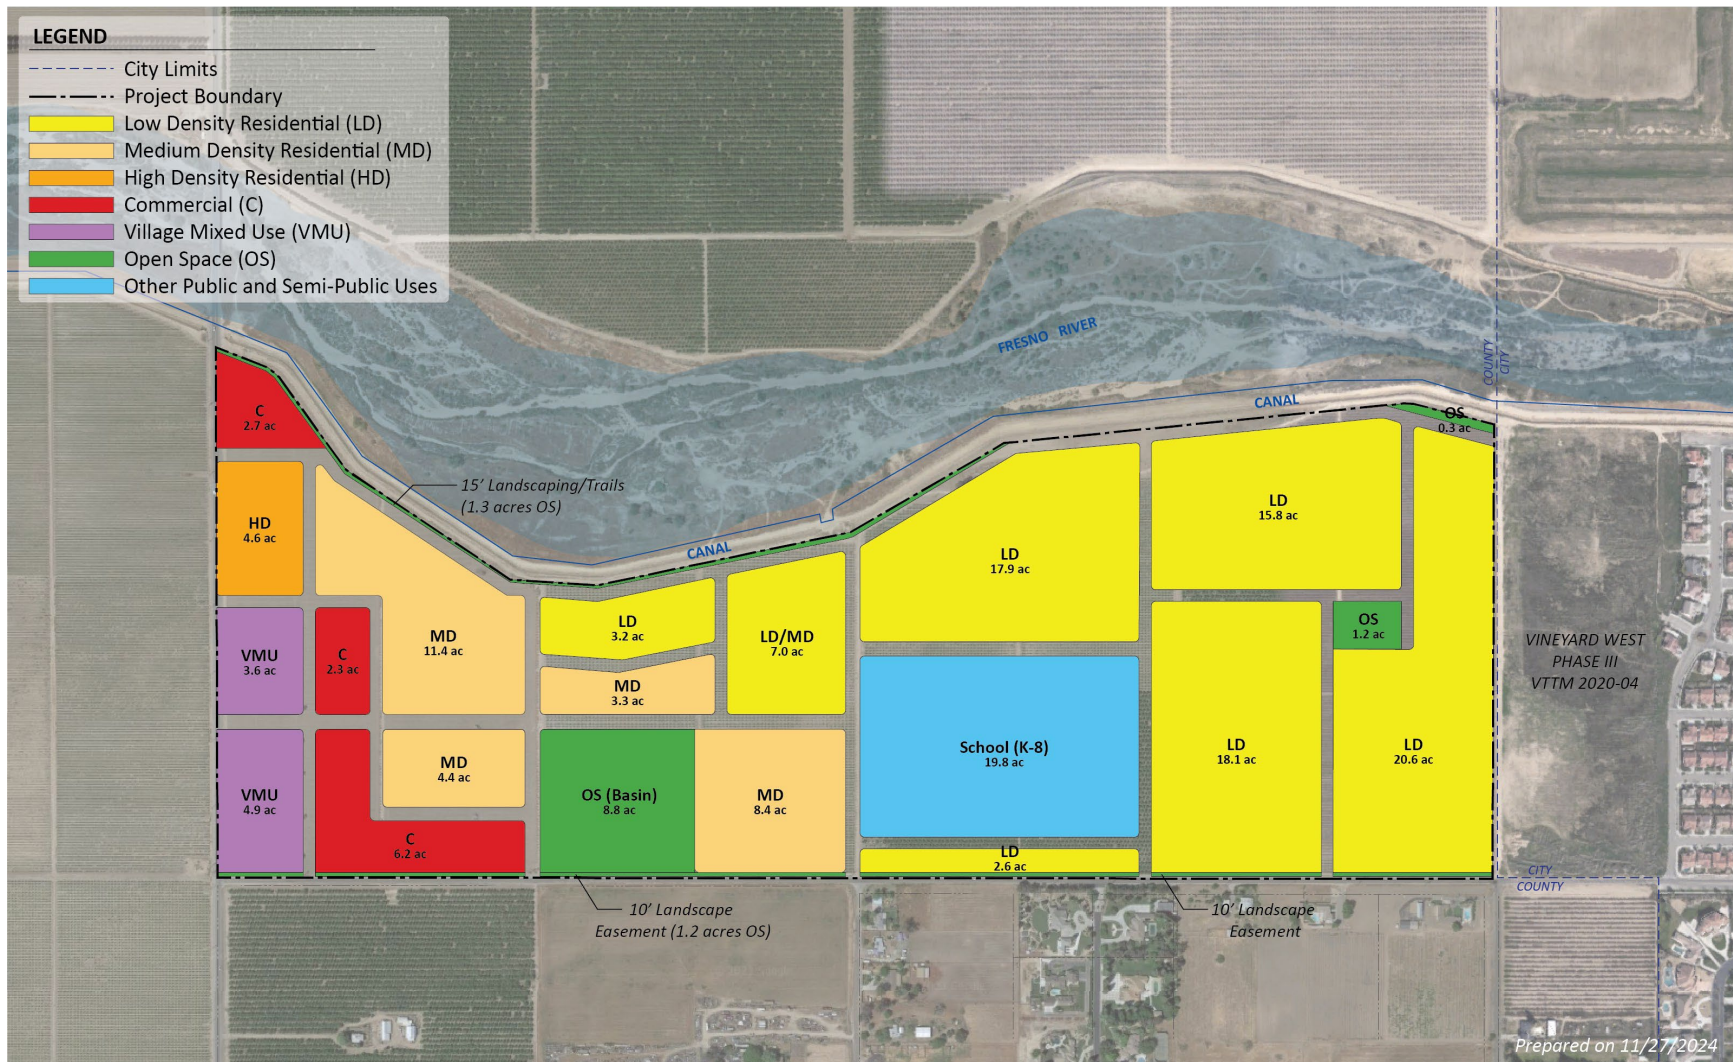 LEGEND
City Limits
Project Boundary
Low Density Residential (LD)
Medium Density Residential (MD)
High Density Residential (HD)
Commercial (C)
Village Mixed Use (VMU)
Open Space (OS)
Other Public and Semi-Public Uses
FRESNO RIVER
COUNTY
CITY
CANAL
OS
0.3 ac
C
2.7 ac
15' Landscaping/Trails
(1.3 acres OS)
HD
4.6 ac
LD
15.8 ac
CANAL
LD
17.9 ac
LD
3.2 ac
LD/MD
7.0 ac
OS
1.2 ac
MD
11.4 ac
VMU
3.6 ac
C
2.3 ac
MD
3.3 ac
VINEYARD WEST
PHASE III
VTTM 2020-04
School (K-8)
19.8 ac
LD
18.1 ac
LD
20.6 ac
MD
4.4 ac
VMU
4.9 ac
OS (Basin)
8.8 ac
MD
8.4 ac
C
6.2 ac
LD
2.6 ac
CITY
COUNTY
10' Landscape
Easement (1.2 acres OS)
10' Landscape
Easement
Prepared on 11/27/2024